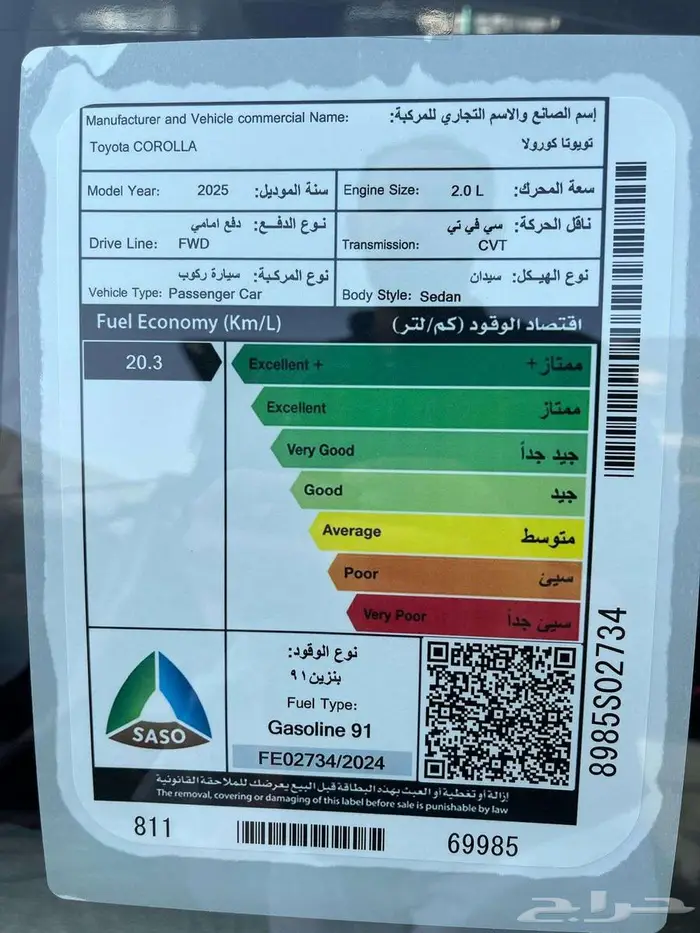 Manufacturer and Vehicle commercial Name: إسم الصانع والاسم التجاري للمركبة:
Toyota COROLLA تويوتا كورولا
Model Year: 2025 سنة الموديل: Engine Size: 2.0 L سعة المحرك:
نوع الدفـع: دفع امامي ناقل الحركة: سي في تي
Drive Line: FWD Transmission: CVT
نوع المركبة: سيارة ركوب نوع الهيكل: سيدان
Vehicle Type: Passenger Car Body Style: Sedan
Fuel Economy (Km/L) اقتصاد الوقود (كم/لتر)
20.3 Excellent + ممتاز+
Excellent ممتاز
Very Good جيد جداً
Good جيد
Average متوسط
Poor سيئ
Very Poor سيئ جداً
نوع الوقود:
بنزين ٩١
Fuel Type:
Gasoline 91
FE02734/2024
SASO
إزالة أو تغطية أو العبث بهذه البطاقة قبل البيع يعرضك للملاحقة القانونية
The removal, covering or damaging of this label before sale is punishable by law
811 69985
8985S02734
حراج